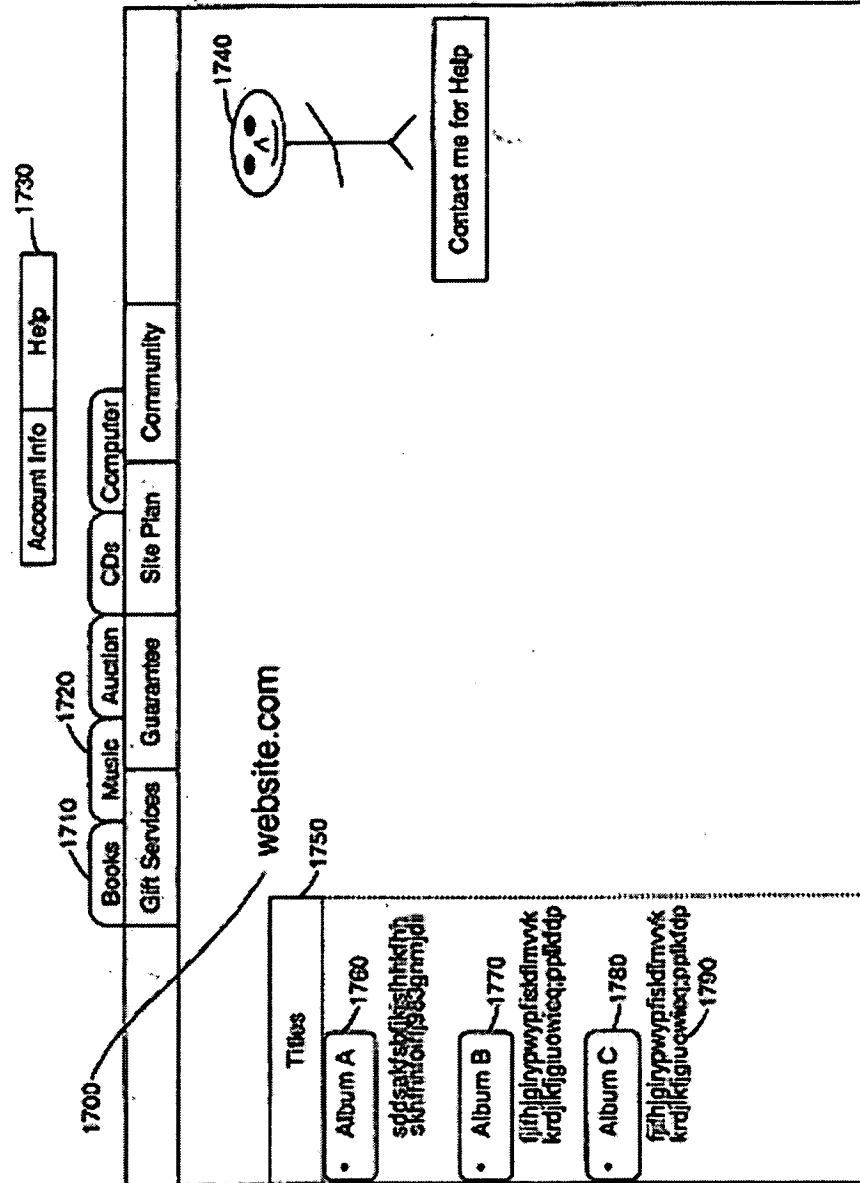 1730
Account Info Help
1710 1720
Books Music Auction CDs Computer
Gift Services Guarantee Site Plan Community
1700
website.com
1740
Contact me for Help
1750
Titles
• Album A
1760
• Album B
1770
• Album C
1780
1790